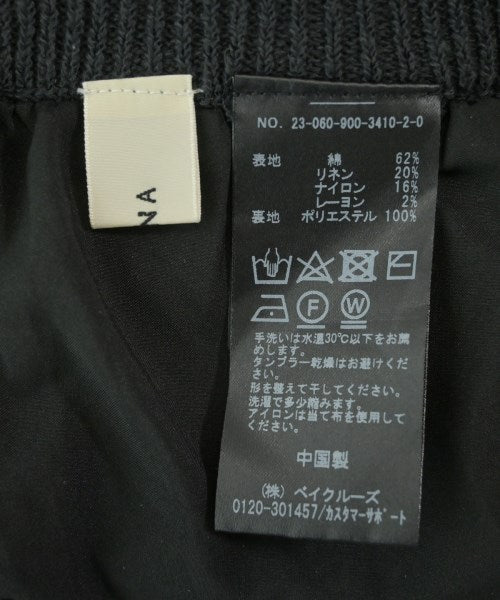 NA
NO. 23-060-900-3410-2-0
表地 綿 62%
リネン 20%
ナイロン 16%
レーヨン 2%
裏地 ポリエステル 100%
F W
手洗いは水温30℃以下をお薦
めします。
タンブラー乾燥はお避けくださ
い。
形を整えて干してください。
洗濯で多少縮みます。
アイロンは当て布を使用して
ください。
中国製
(株) ベイクルーズ
0120-301457/カスタマーサポート